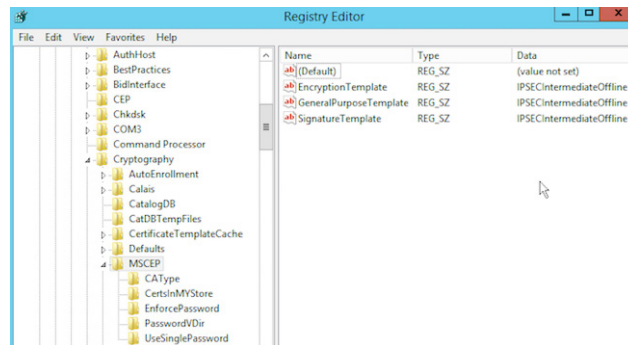 Registry Editor
File Edit View Favorites Help
AuthHost
BestPractices
BidInterface
CEP
Chkdsk
COM3
Command Processor
Cryptography
AutoEnrollment
Calais
CatalogDB
CatDBTempFiles
CertificateTemplateCache
Defaults
MSCEP
CAType
CertsInMYStore
EnforcePassword
PasswordVDir
UseSinglePassword
Name Type Data
(Default) REG_SZ (value not set)
EncryptionTemplate REG_SZ IPSECIntermediateOffline
GeneralPurposeTemplate REG_SZ IPSECIntermediateOffline
SignatureTemplate REG_SZ IPSECIntermediateOffline